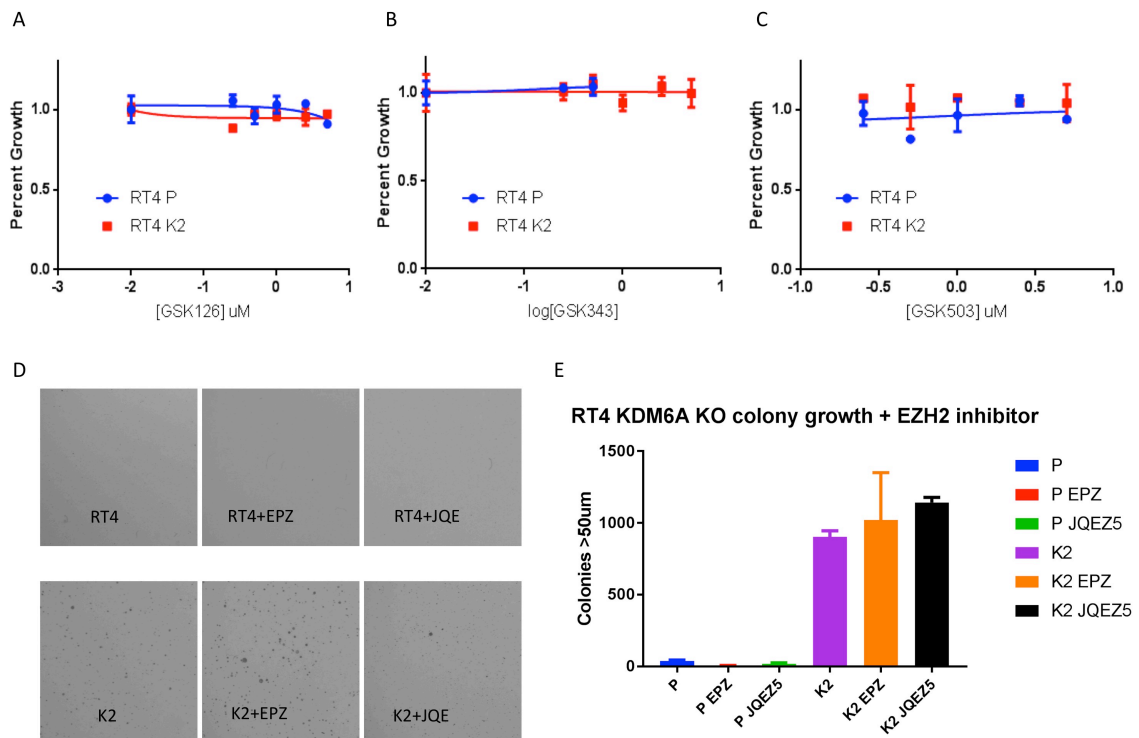 A
B
C
Percent Growth
1.0
0.5
0.0
-3
-2
-1
0
1
[GSK126] uM
RT4 P
RT4 K2
Percent Growth
1.0
0.5
0.0
-2
-1
0
1
log[GSK343]
RT4 P
RT4 K2
Percent Growth
1.0
0.5
0.0
-1.0
-0.5
0.0
0.5
1.0
[GSK503] uM
RT4 P
RT4 K2
D
RT4
RT4+EPZ
RT4+JQE
K2
K2+EPZ
K2+JQE
E
RT4 KDM6A KO colony growth + EZH2 inhibitor
Colonies >50um
1500
1000
500
0
P
P EPZ
P JQEZ5
K2
K2 EPZ
K2 JQEZ5
P
P EPZ
P JQEZ5
K2
K2 EPZ
K2 JQEZ5